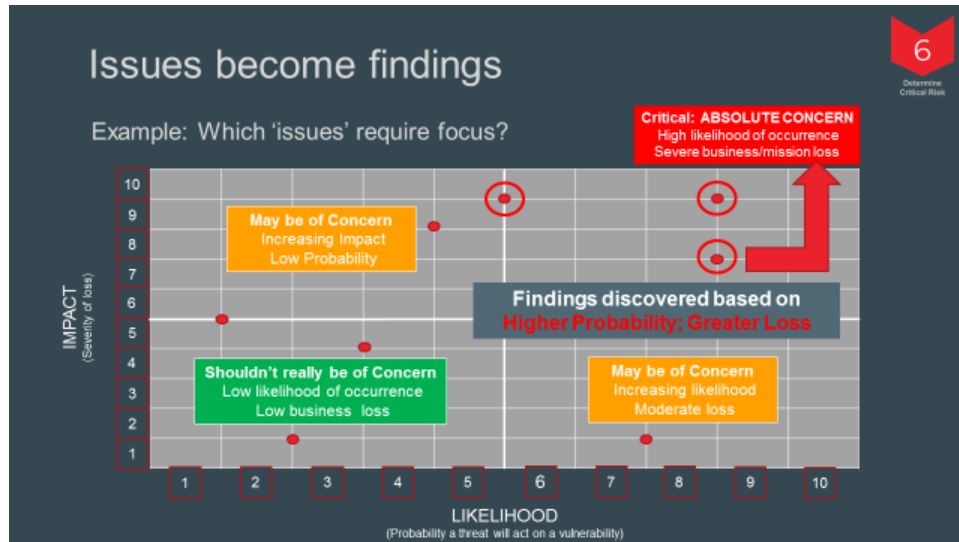 Issues become findings
6
Determine
Critical Risk
Example: Which ‘issues’ require focus?
Critical: ABSOLUTE CONCERN
High likelihood of occurrence
Severe business/mission loss
10
9
8
7
6
5
4
3
2
1
IMPACT
(Severity of loss)
May be of Concern
Increasing Impact
Low Probability
Findings discovered based on
Higher Probability; Greater Loss
Shouldn’t really be of Concern
Low likelihood of occurrence
Low business loss
May be of Concern
Increasing likelihood
Moderate loss
1 2 3 4 5 6 7 8 9 10
LIKELIHOOD
(Probability a threat will act on a vulnerability)